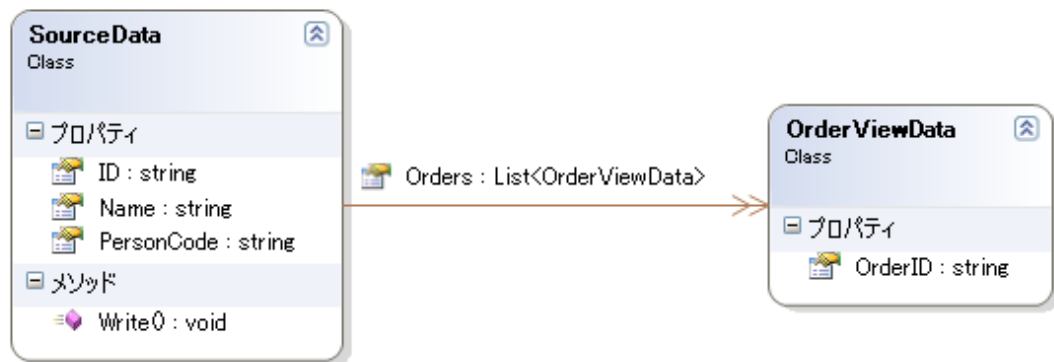 SourceData
Class
プロパティ
ID : string
Name : string
PersonCode : string
メソッド
Write() : void
Orders : List<OrderViewData>
OrderViewData
Class
プロパティ
OrderID : string